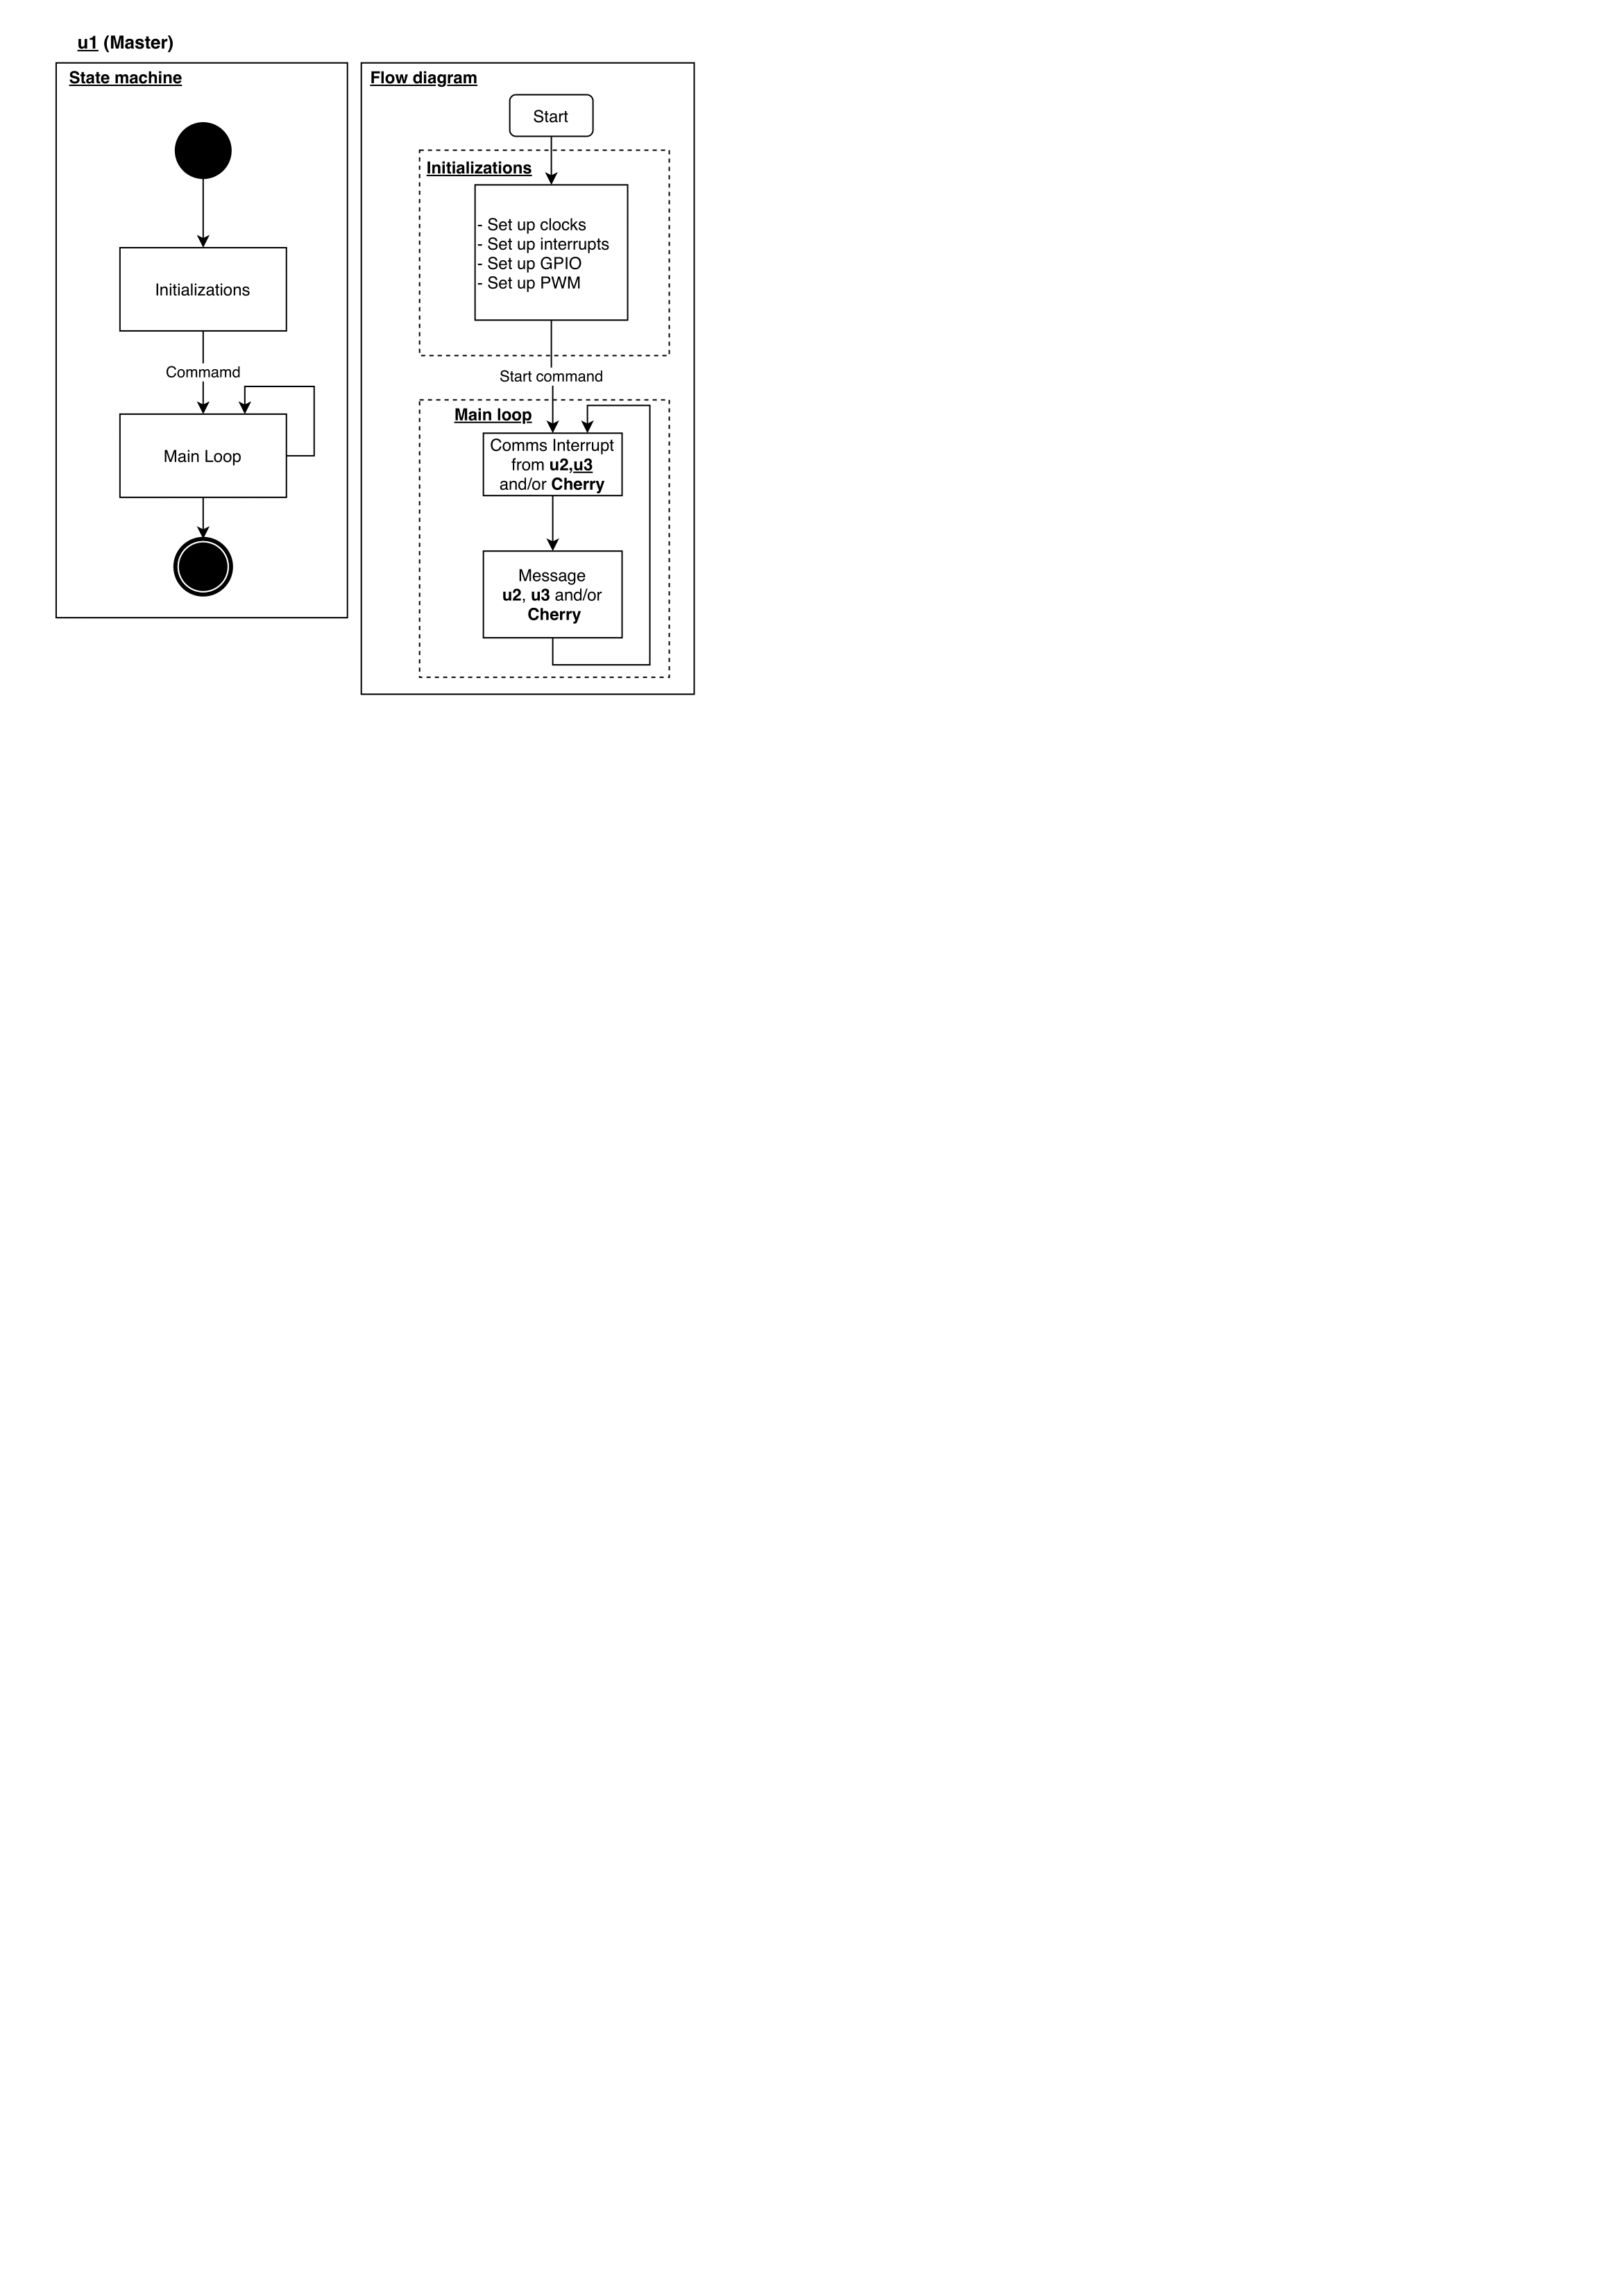 u1 (Master)
State machine
Initializations
Commamd
Main Loop
Flow diagram
Start
Initializations
- Set up clocks
- Set up interrupts
- Set up GPIO
- Set up PWM
Start command
Main loop
Comms Interrupt
from u2,u3
and/or Cherry
Message
u2, u3 and/or
Cherry